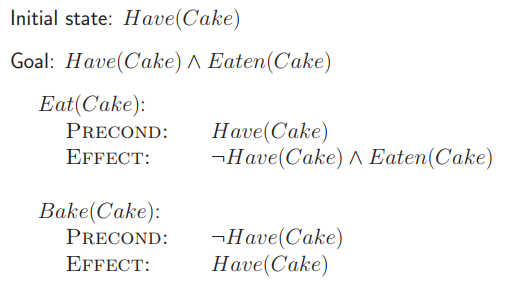 Initial state: Have(Cake)
Goal: Have(Cake) ∧ Eaten(Cake)
Eat(Cake):
PRECOND: Have(Cake)
EFFECT: ¬Have(Cake) ∧ Eaten(Cake)
Bake(Cake):
PRECOND: ¬Have(Cake)
EFFECT: Have(Cake)